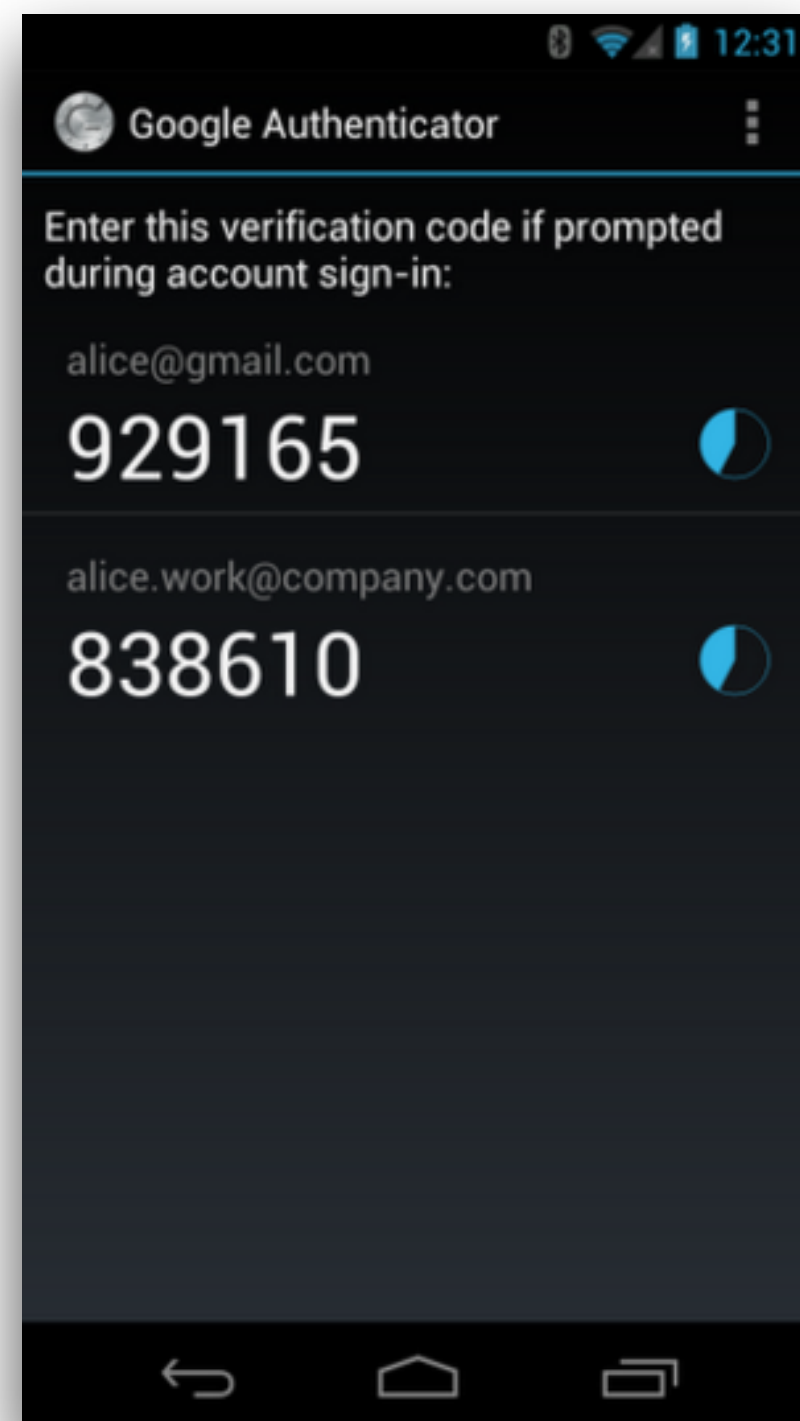 12:31
Google Authenticator
Enter this verification code if prompted
during account sign-in:
alice@gmail.com
929165
alice.work@company.com
838610